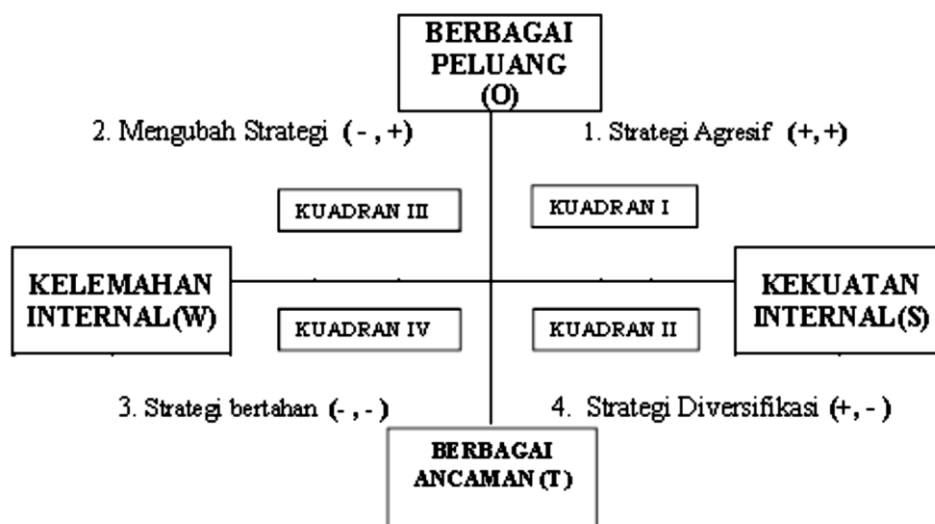 BERBAGAI
PELUANG
(O)
2. Mengubah Strategi (-,+)
1. Strategi Agresif (+,+)
KUADRAN III
KUADRAN I
KELEMAHAN
INTERNAL(W)
KEKUATAN
INTERNAL(S)
KUADRAN IV
KUADRAN II
3. Strategi bertahan (-,-)
4. Strategi Diversifikasi (+,-)
BERBAGAI
ANCAMAN (T)